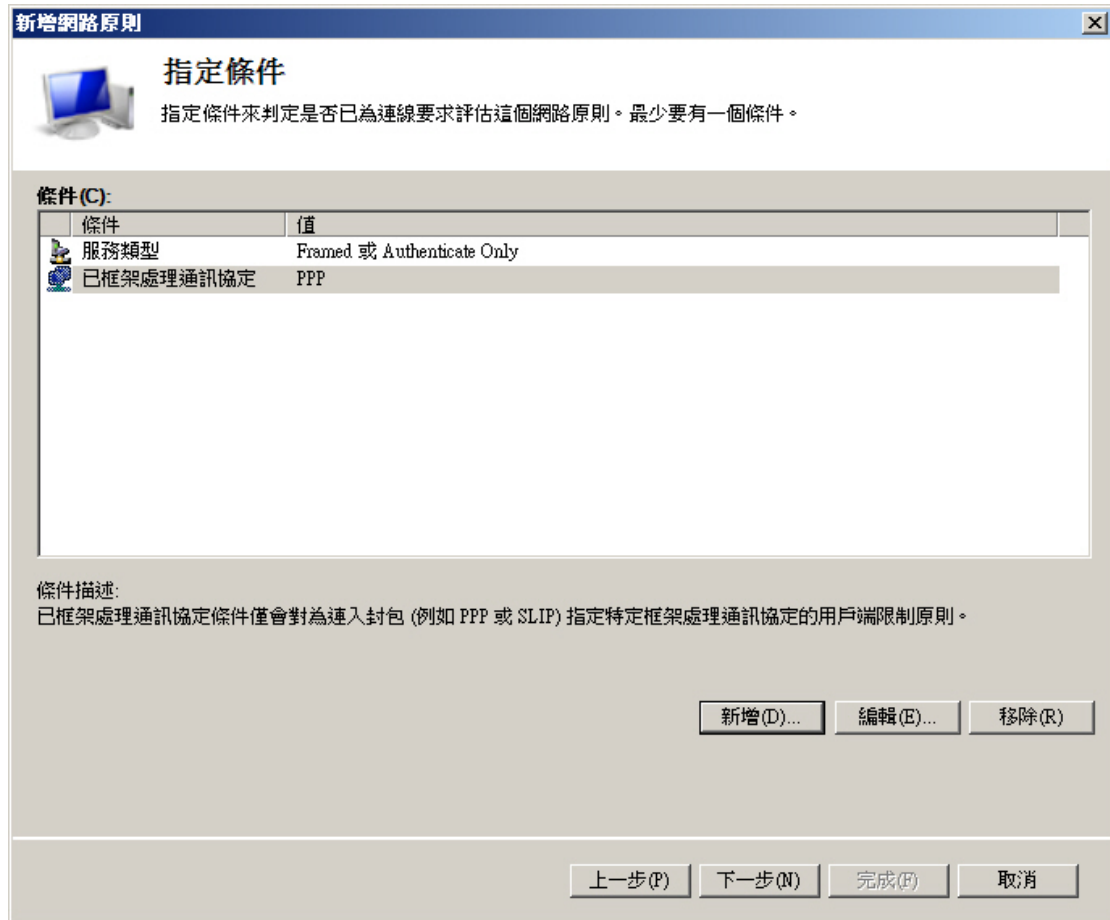 新增網路原則
指定條件
指定條件來判定是否已為連線要求評估這個網路原則。最少要有一個條件。
條件(C):
條件 值
服務類型 Framed 或 Authenticate Only
已框架處理通訊協定 PPP
條件描述:
已框架處理通訊協定條件僅會對為連入封包 (例如 PPP 或 SLIP) 指定特定框架處理通訊協定的用戶端限制原則。
新增(D)... 編輯(E)... 移除(R)
上一步(P) 下一步(N) 完成(F) 取消